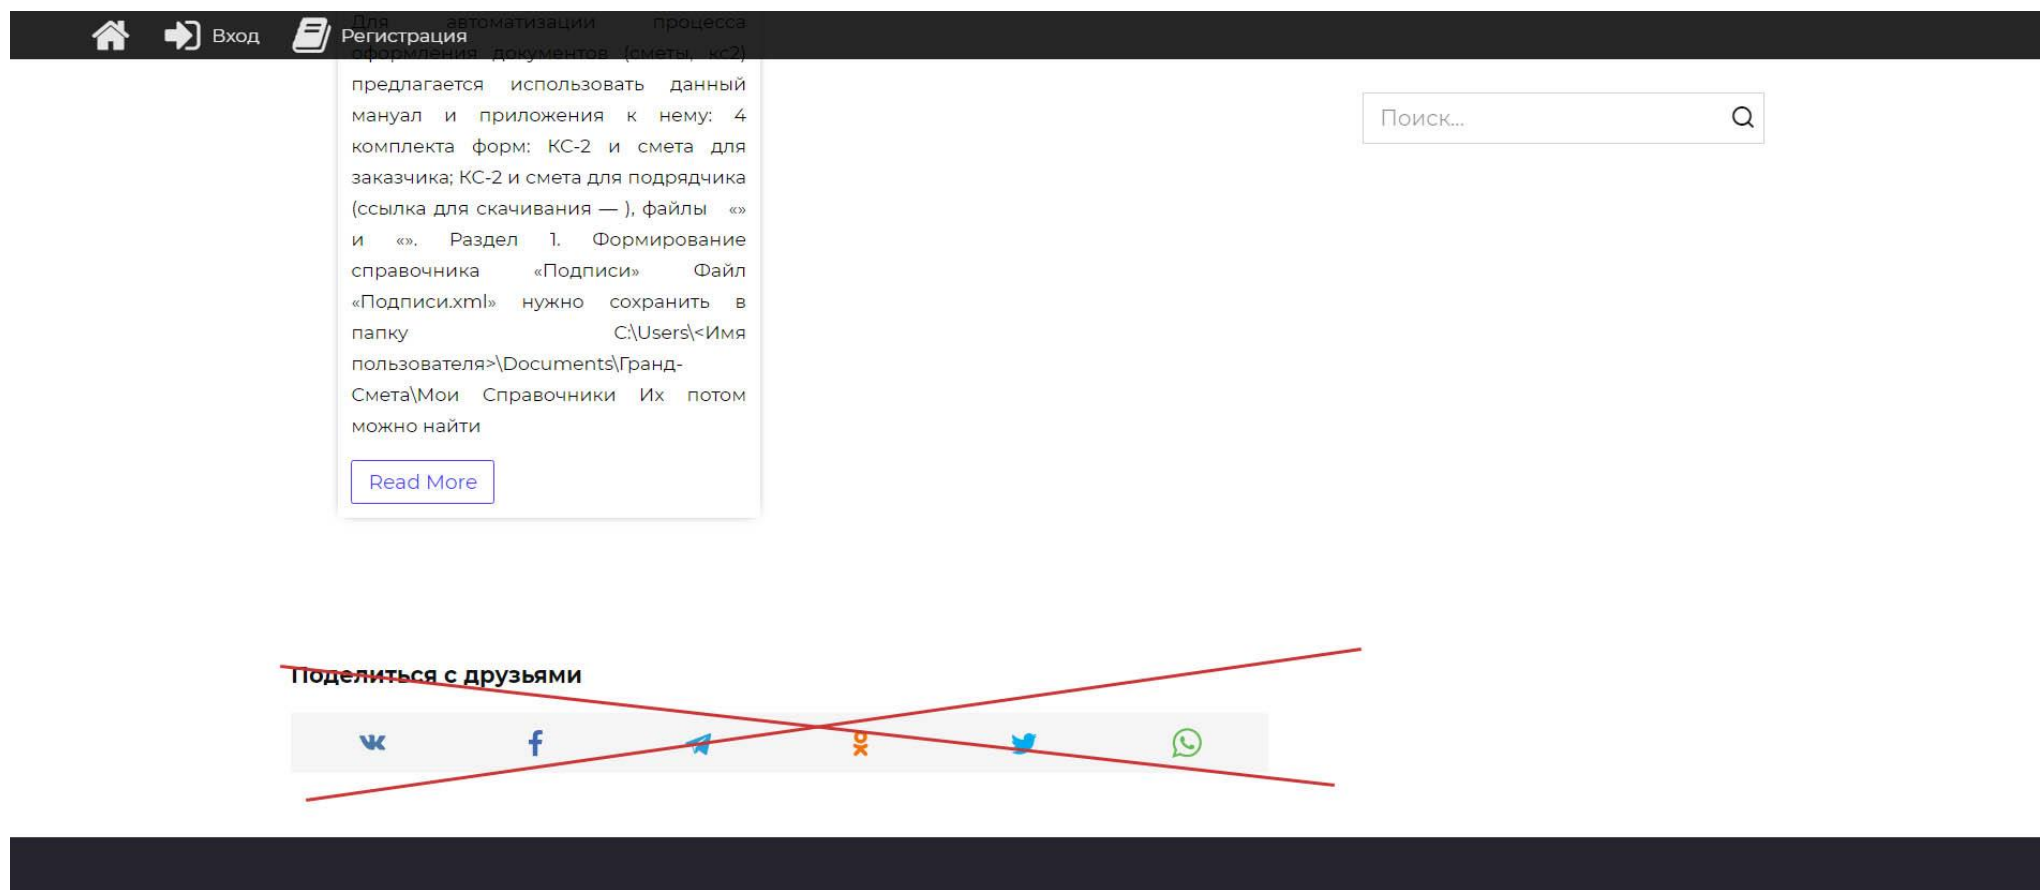 Вход
Регистрация
Для автоматизации процесса
оформления документов (сметы, кс2)
предлагается использовать данный
мануал и приложения к нему: 4
комплекта форм: КС-2 и смета для
заказчика; КС-2 и смета для подрядчика
(ссылка для скачивания — ), файлы «»
и «». Раздел 1. Формирование
справочника «Подписи» Файл
«Подписи.xml» нужно сохранить в
папку C:\Users\<Имя
пользователя>\Documents\Гранд-
Смета\Мои Справочники Их потом
можно найти
Read More
Поиск...
Поделиться с друзьями